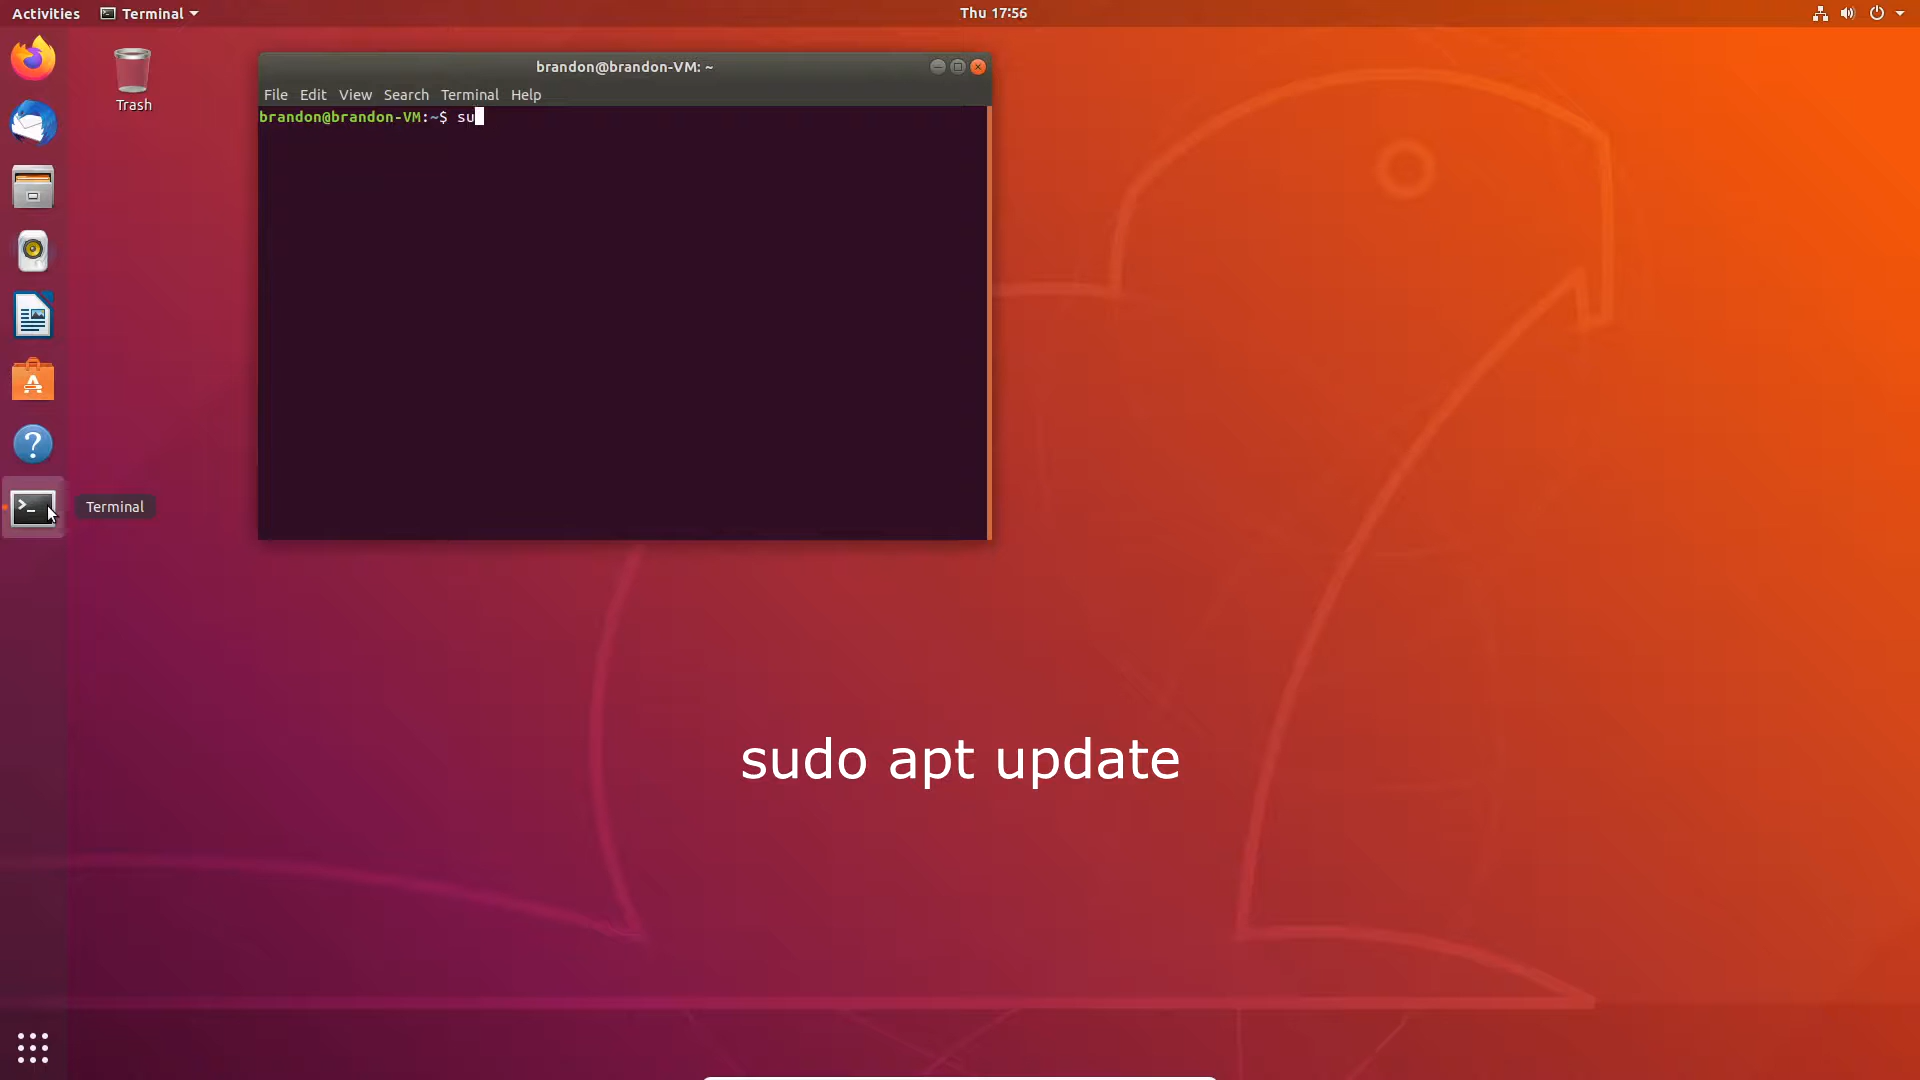 Activities Terminal Thu 17:56
Trash
brandon@brandon-VM: ~
File Edit View Search Terminal Help
brandon@brandon-VM:~$ su
Terminal
sudo apt update